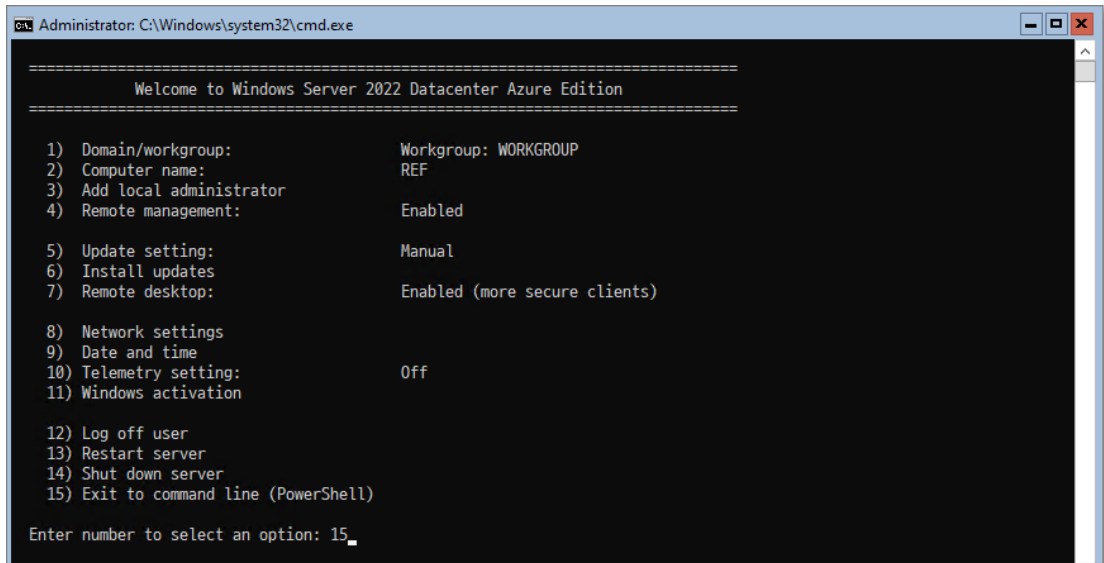 Administrator: C:\Windows\system32\cmd.exe
===============================================================================
Welcome to Windows Server 2022 Datacenter Azure Edition
===============================================================================
1) Domain/workgroup: Workgroup: WORKGROUP
2) Computer name: REF
3) Add local administrator
4) Remote management: Enabled
5) Update setting: Manual
6) Install updates
7) Remote desktop: Enabled (more secure clients)
8) Network settings
9) Date and time
10) Telemetry setting: Off
11) Windows activation
12) Log off user
13) Restart server
14) Shut down server
15) Exit to command line (PowerShell)
Enter number to select an option: 15